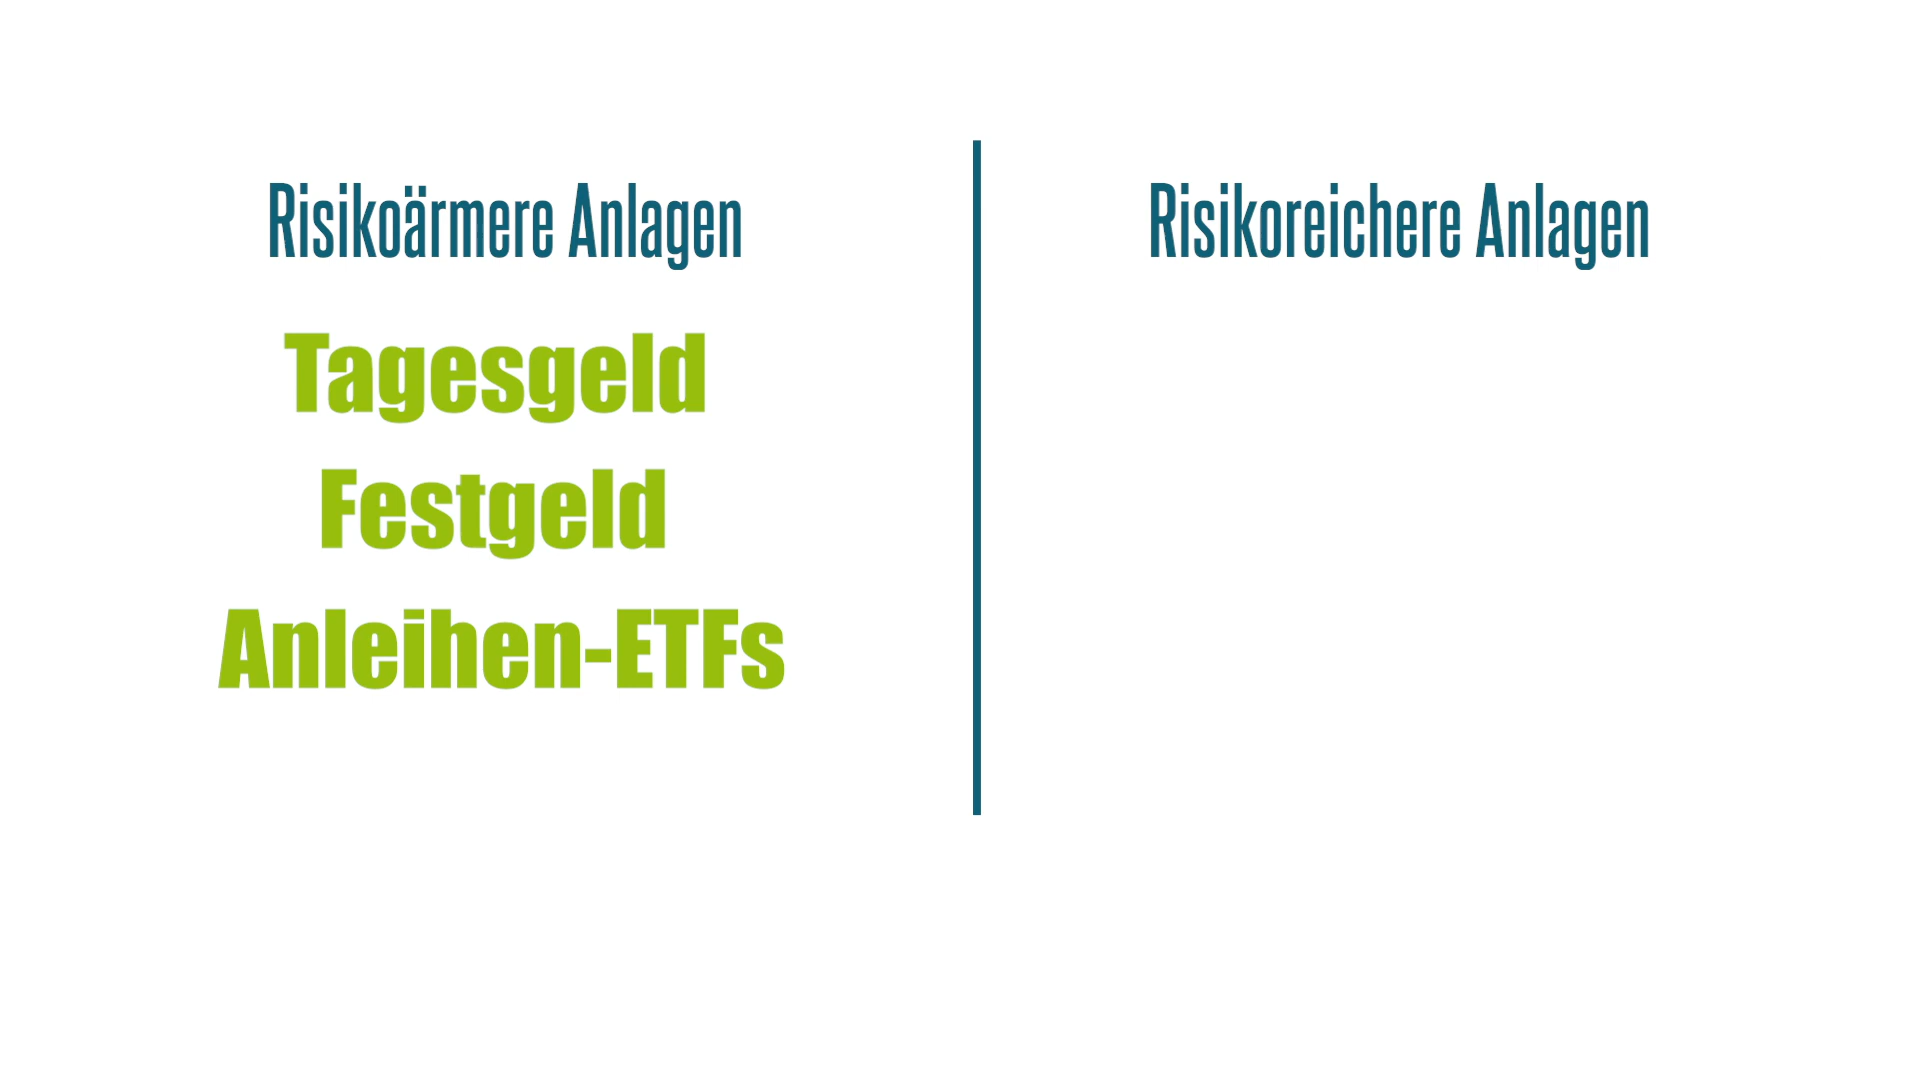 Risikoärmere Anlagen
Tagesgeld
Festgeld
Anleihen-ETFs
Risikoreichere Anlagen